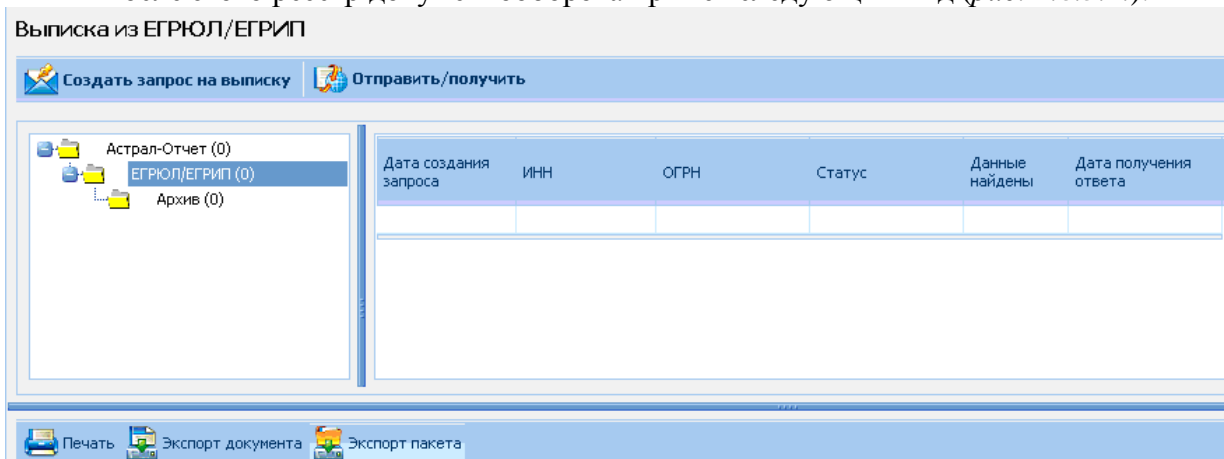 Выписка из ЕГРЮЛ/ЕГРИП
Создать запрос на выписку Отправить/получить
Астрал-Отчет (0)
ЕГРЮЛ/ЕГРИП (0)
Архив (0)
Дата создания запроса ИНН ОГРН Статус Данные найдены Дата получения ответа
Печать Экспорт документа Экспорт пакета